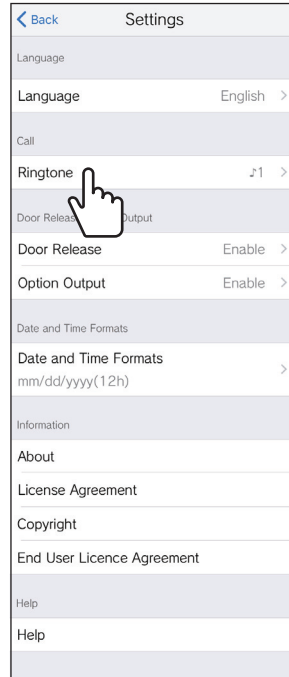 Back Settings
Language
Language English
Call
Ringtone ♪1
Door Releas Output
Door Release Enable
Option Output Enable
Date and Time Formats
Date and Time Formats
mm/dd/yyyy(12h)
Information
About
License Agreement
Copyright
End User Licence Agreement
Help
Help